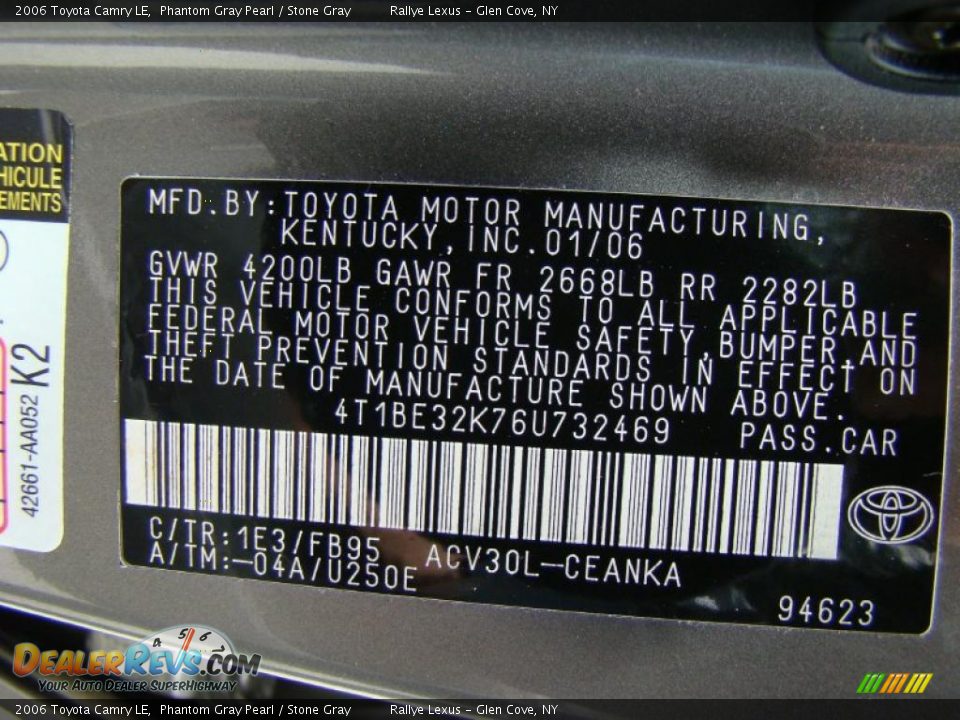 2006 Toyota Camry LE,  Phantom Gray Pearl / Stone Gray        Rallye Lexus - Glen Cove, NY
ATION
HICULE
EMENTS
42661-AA052 K2
MFD.BY:TOYOTA MOTOR MANUFACTURING,
KENTUCKY,INC.01/06
GVWR 4200LB GAWR FR 2668LB RR 2282LB
THIS VEHICLE CONFORMS TO ALL APPLICABLE
FEDERAL MOTOR VEHICLE SAFETY,BUMPER,AND
THEFT PREVENTION STANDARDS IN EFFECT ON
THE DATE OF MANUFACTURE SHOWN ABOVE.
4T1BE32K76U732469 PASS.CAR
C/TR:1E3/FB95 ACV30L-CEANKA
A/TM:-04A/U250E
94623
4 5 6
DealerRevs.com
Your Auto Dealer SuperHighway
2006 Toyota Camry LE,  Phantom Gray Pearl / Stone Gray        Rallye Lexus - Glen Cove, NY